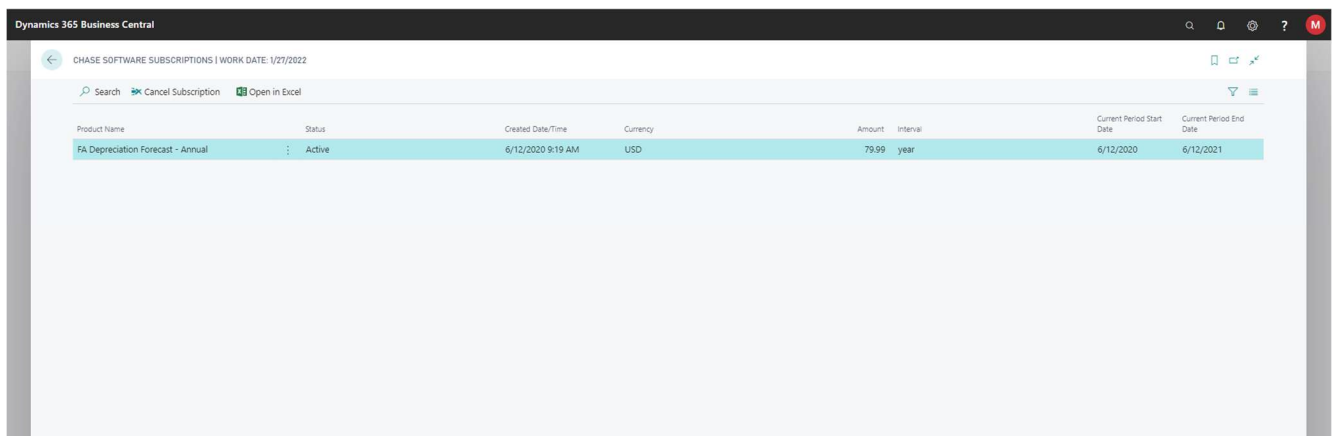 Dynamics 365 Business Central
? M
CHASE SOFTWARE SUBSCRIPTIONS | WORK DATE: 1/27/2022
Search Cancel Subscription Open in Excel
Product Name Status Created Date/Time Currency Amount Interval Current Period Start Date Current Period End Date
FA Depreciation Forecast - Annual Active 6/12/2020 9:19 AM USD 79.99 year 6/12/2020 6/12/2021